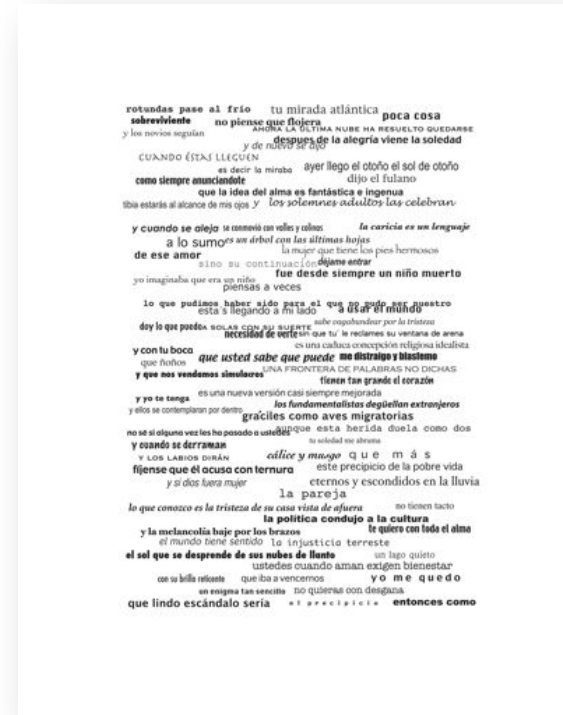 rotundas pase al frío tu mirada atlántica poca cosa
sobreviviente no piense que flojera
y los novios seguían AHORA LA ÚLTIMA NUBE HA RESUELTO QUEDARSE
y de nuevo se dijo después de la alegría viene la soledad
CUANDO ÉSTAS LLEGUEN
es decir la miraba ayer llego el otoño el sol de otoño
como siempre anunciandote dijo el fulano
que la idea del alma es fantástica e ingenua
tibia estarás al alcance de mis ojos y los solemnes adultos las celebran
y cuando se aleja se conmovió con valles y colinas la caricia es un lenguaje
a lo sumo es un árbol con las últimas hojas
de ese amor la mujer que tiene los pies hermosos
sino su continuación déjame entrar
yo imaginaba que era un niño fue desde siempre un niño muerto
piensas a veces
lo que pudimos haber sido para el que no pudo ser nuestro
esta´s llegando a mi lado a usar el mundo
doy lo que puedo A SOLAS CON SU SUERTE sabe vagabundear por la tristeza
necesidad de verte sin que tu´ le reclames su ventana de arena
y con tu boca es una caduca concepción religiosa idealista
que ñoños que usted sabe que puede me distraigo y blasfemo
y que nos vendamos simulacros UNA FRONTERA DE PALABRAS NO DICHAS
tienen tan grande el corazón
y yo te tenga es una nueva versión casi siempre mejorada
y ellos se contemplaran por dentro los fundamentalistas degüellan extranjeros
gra´ciles como aves migratorias
no sé si alguna vez les ha pasado a ustedes aunque esta herida duela como dos
y cuando se derraman tu soledad me abruma
Y LOS LABIOS DIRÁN cáliz y musgo que más
fíjense que él acusa con ternura este precipicio de la pobre vida
y si dios fuera mujer eternos y escondidos en la lluvia
la pareja
lo que conozco es la tristeza de su casa vista de afuera no tienen tacto
la política condujo a la cultura
y la melancolía baje por los brazos te quiero con toda el alma
el mundo tiene sentido la injusticia terreste
el sol que se desprende de sus nubes de llanto un lago quieto
ustedes cuando aman exigen bienestar
con su brillo reticente que iba a vencernos yo me quedo
un enigma tan sencillo no quieras con desgana
que lindo escándalo sería el precipicio entonces como